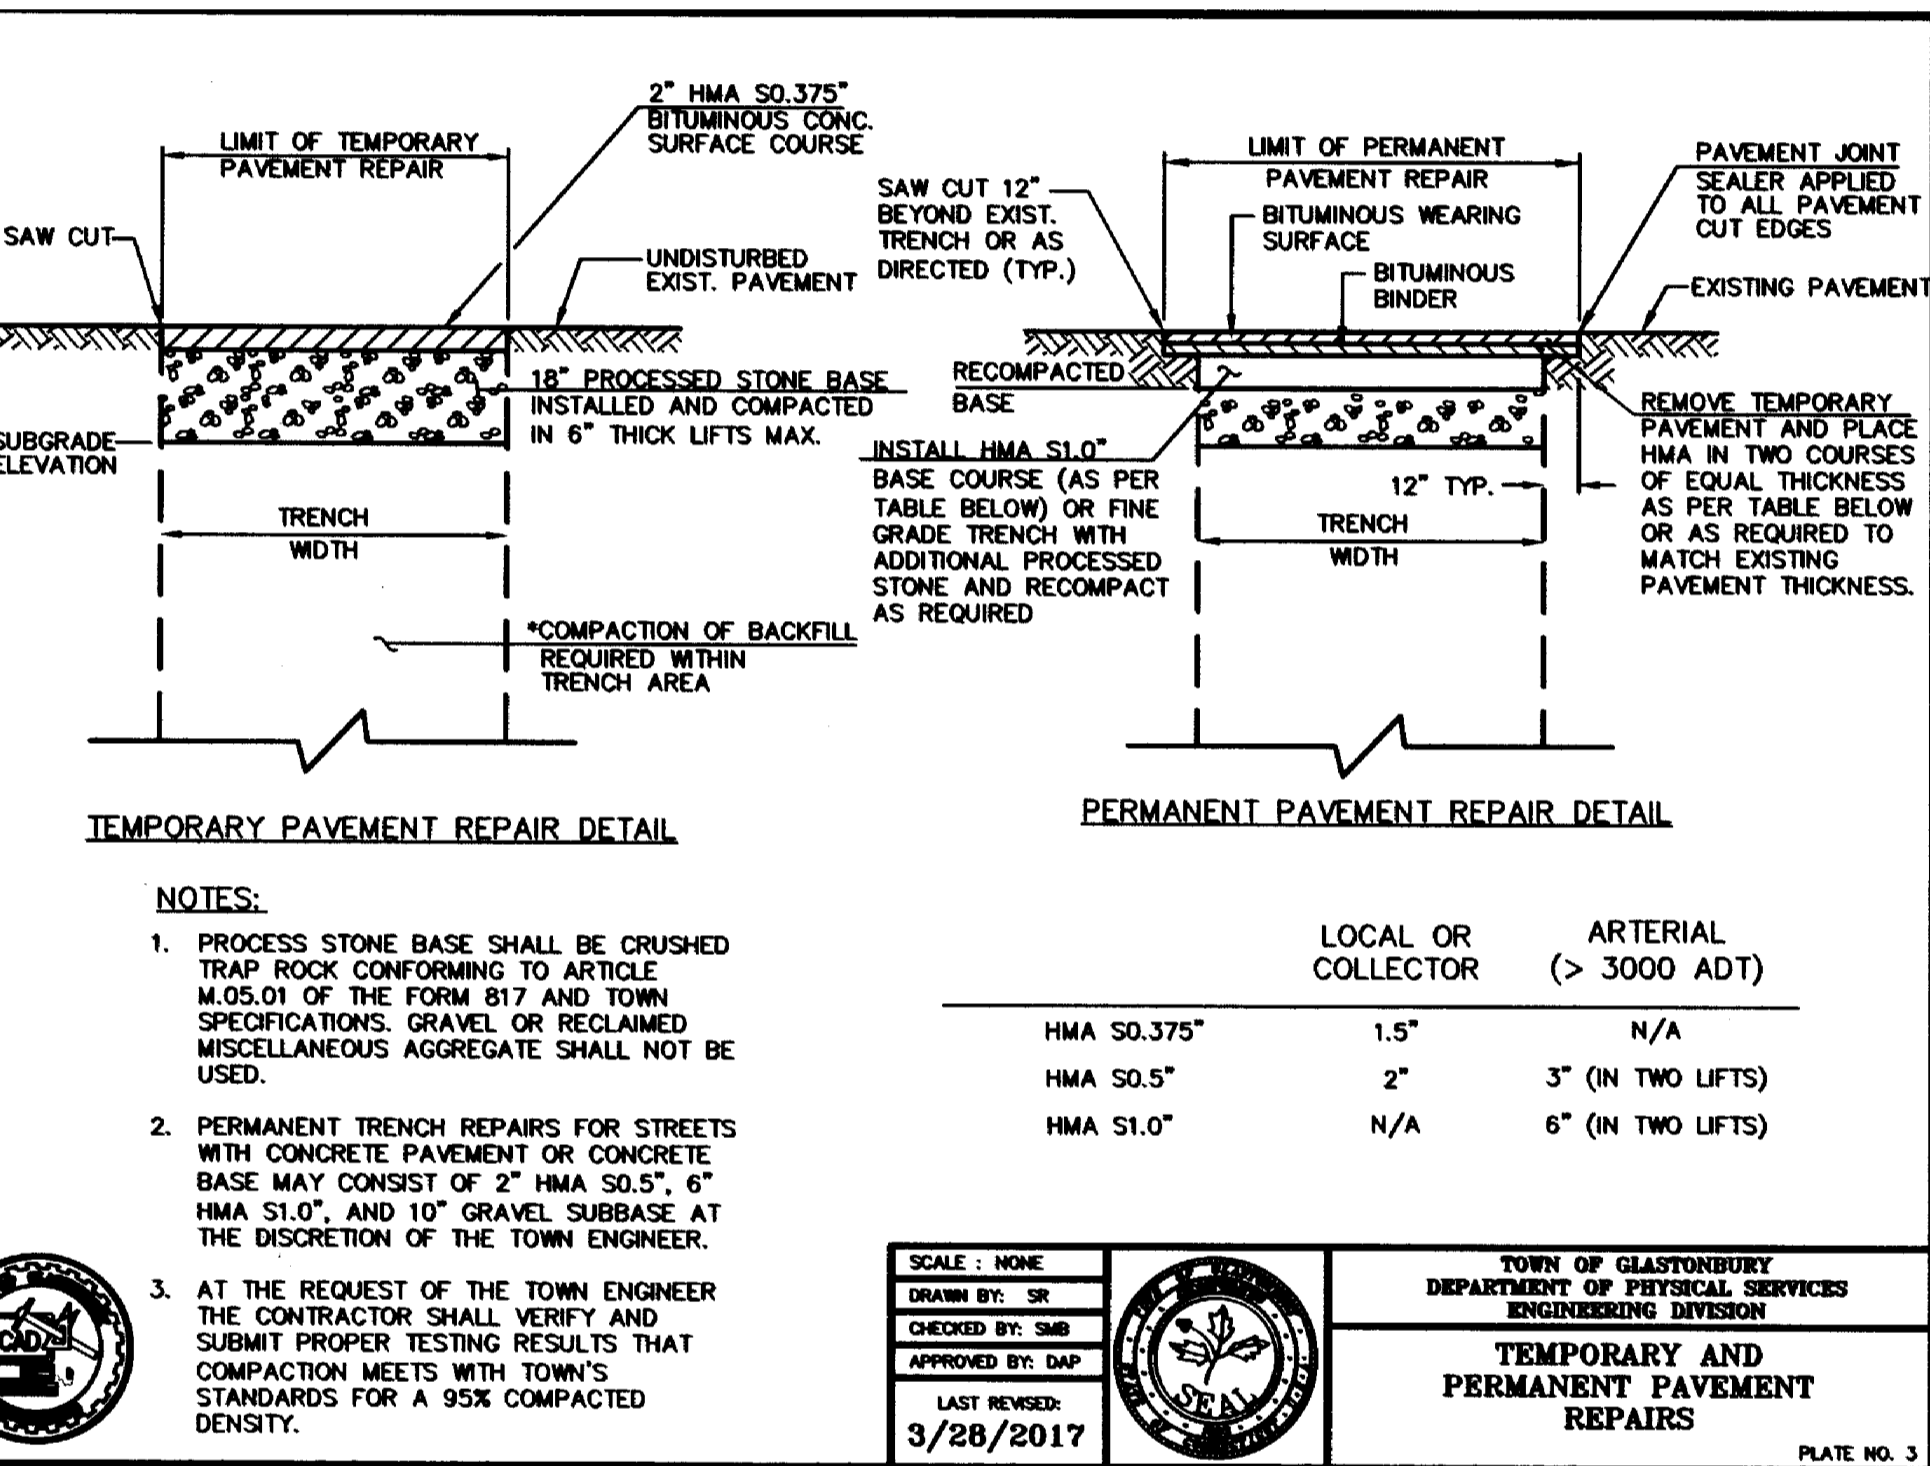 LIMIT OF TEMPORARY
PAVEMENT REPAIR
2" HMA S0.375"
BITUMINOUS CONC.
SURFACE COURSE
SAW CUT
UNDISTURBED
EXIST. PAVEMENT
18" PROCESSED STONE BASE
INSTALLED AND COMPACTED
IN 6" THICK LIFTS MAX.
SUBGRADE
ELEVATION
TRENCH
WIDTH
*COMPACTION OF BACKFILL
REQUIRED WITHIN
TRENCH AREA
TEMPORARY PAVEMENT REPAIR DETAIL
LIMIT OF PERMANENT
PAVEMENT REPAIR
SAW CUT 12"
BEYOND EXIST.
TRENCH OR AS
DIRECTED (TYP.)
BITUMINOUS WEARING
SURFACE
BITUMINOUS
BINDER
PAVEMENT JOINT
SEALER APPLIED
TO ALL PAVEMENT
CUT EDGES
EXISTING PAVEMENT
RECOMPACTED
BASE
INSTALL HMA S1.0"
BASE COURSE (AS PER
TABLE BELOW) OR FINE
GRADE TRENCH WITH
ADDITIONAL PROCESSED
STONE AND RECOMPACT
AS REQUIRED
12" TYP.
TRENCH
WIDTH
REMOVE TEMPORARY
PAVEMENT AND PLACE
HMA IN TWO COURSES
OF EQUAL THICKNESS
AS PER TABLE BELOW
OR AS REQUIRED TO
MATCH EXISTING
PAVEMENT THICKNESS.
PERMANENT PAVEMENT REPAIR DETAIL
NOTES:
1. PROCESS STONE BASE SHALL BE CRUSHED
TRAP ROCK CONFORMING TO ARTICLE
M.05.01 OF THE FORM 817 AND TOWN
SPECIFICATIONS. GRAVEL OR RECLAIMED
MISCELLANEOUS AGGREGATE SHALL NOT BE
USED.
2. PERMANENT TRENCH REPAIRS FOR STREETS
WITH CONCRETE PAVEMENT OR CONCRETE
BASE MAY CONSIST OF 2" HMA S0.5", 6"
HMA S1.0", AND 10" GRAVEL SUBBASE AT
THE DISCRETION OF THE TOWN ENGINEER.
3. AT THE REQUEST OF THE TOWN ENGINEER
THE CONTRACTOR SHALL VERIFY AND
SUBMIT PROPER TESTING RESULTS THAT
COMPACTION MEETS WITH TOWN'S
STANDARDS FOR A 95% COMPACTED
DENSITY.
LOCAL OR ARTERIAL
COLLECTOR (> 3000 ADT)
HMA S0.375" 1.5" N/A
HMA S0.5" 2" 3" (IN TWO LIFTS)
HMA S1.0" N/A 6" (IN TWO LIFTS)
CAD
SCALE : NONE
DRAWN BY: SR
CHECKED BY: SMB
APPROVED BY: DAP
LAST REVISED:
3/28/2017
SEAL
TOWN OF GLASTONBURY
DEPARTMENT OF PHYSICAL SERVICES
ENGINEERING DIVISION
TEMPORARY AND
PERMANENT PAVEMENT
REPAIRS
PLATE NO. 3